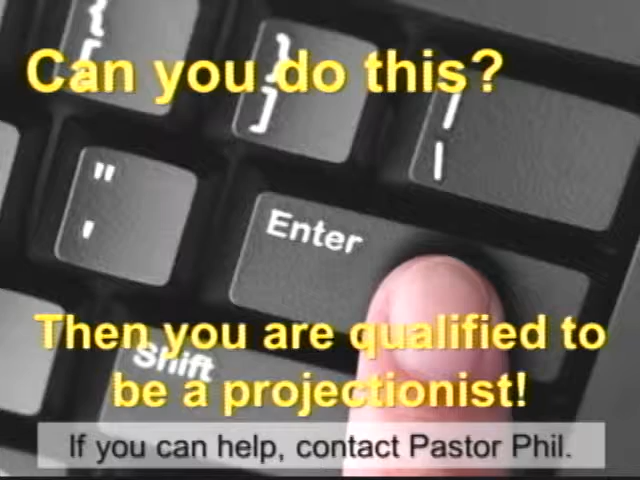 Can you do this?
{
[
}
]
|
\
"
'
Enter
Then you are qualified to
Shift
be a projectionist!
If you can help, contact Pastor Phil.